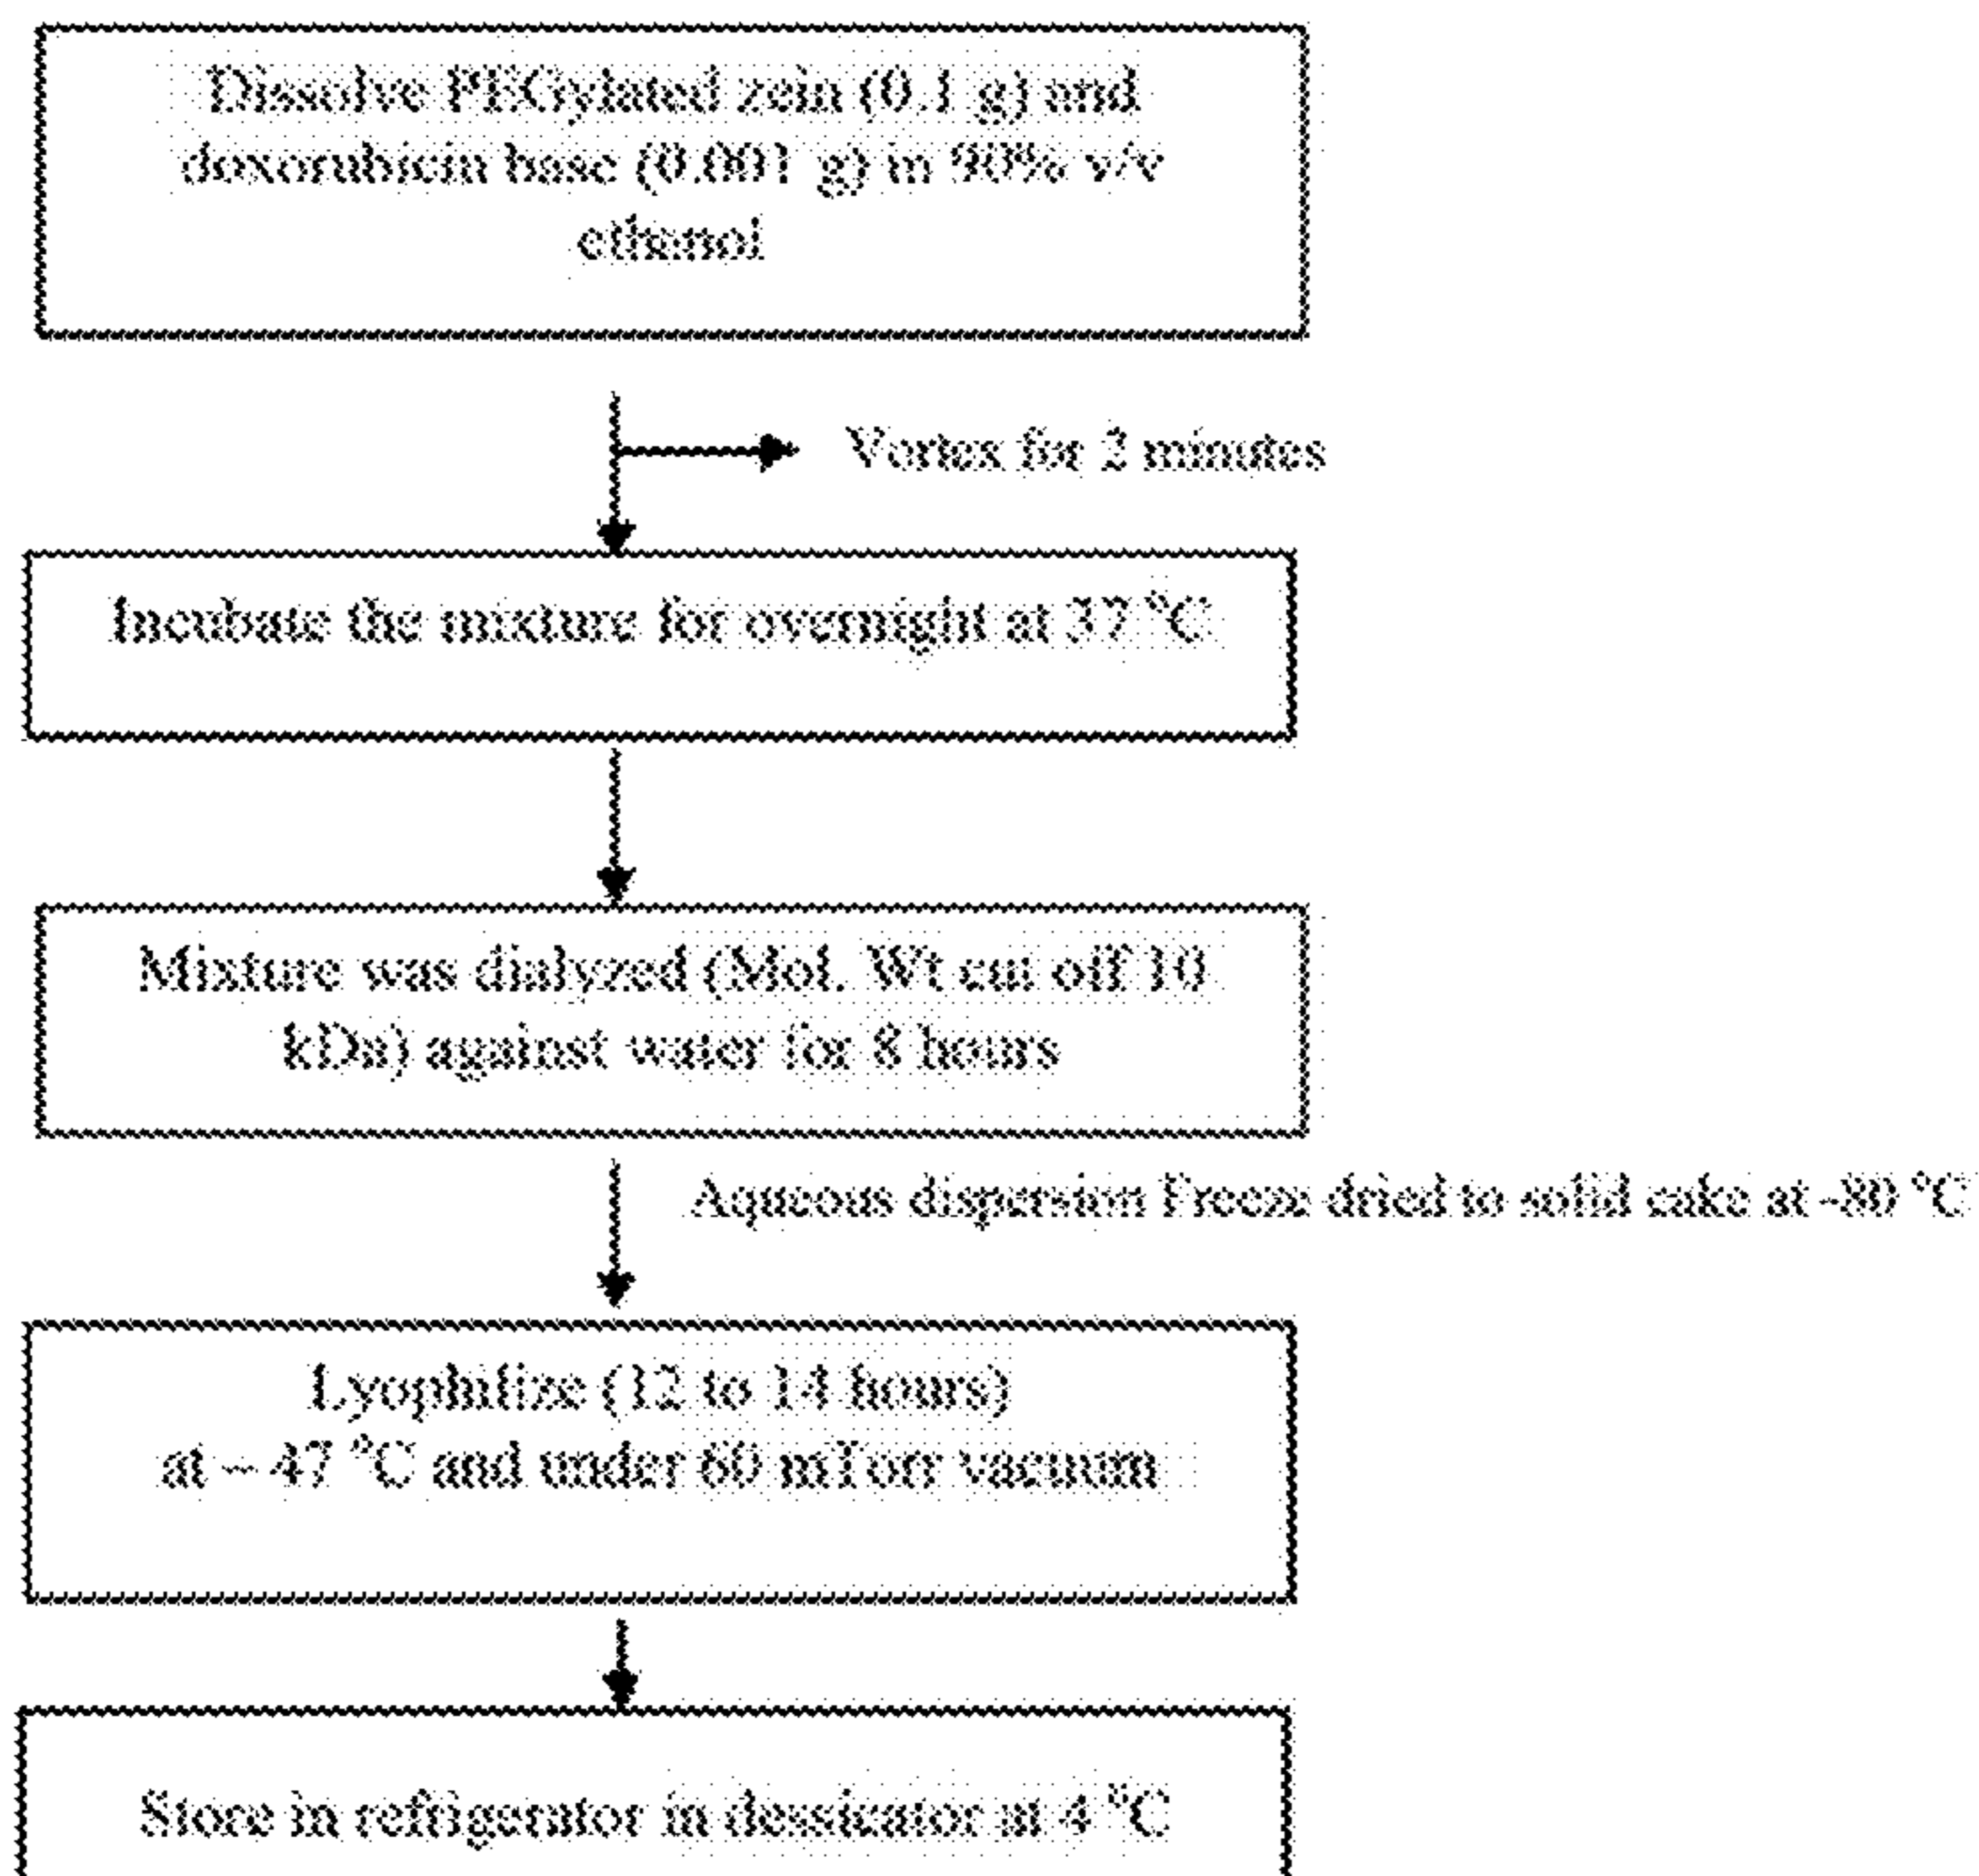 Dissolve PEGylated zein (0.1 g) and
doxorubicin base (0.001 g) in 90% v/v
ethanol
Vortex for 2 minutes
Incubate the mixture for overnight at 37 °C
Mixture was dialyzed (Mol. Wt cut off 10
kDa) against water for 8 hours
Aqueous dispersion Freeze dried to solid cake at -80 °C
Lyophilize (12 to 14 hours)
at – 47 °C and under 60 mTorr vacuum
Store in refrigerator in dessicator at 4 °C